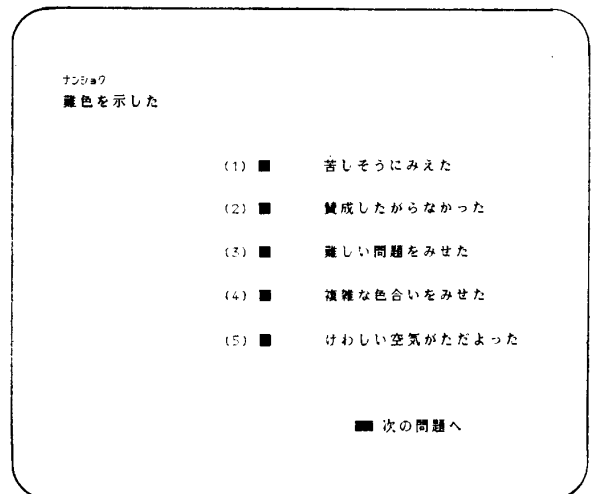 ナンショク
難色を示した
(1) ■ 苦しそうにみえた
(2) ■ 賛成したがらなかった
(3) ■ 難しい問題をみせた
(4) ■ 複雑な色合いをみせた
(5) ■ けわしい空気がただよった
■ 次の問題へ